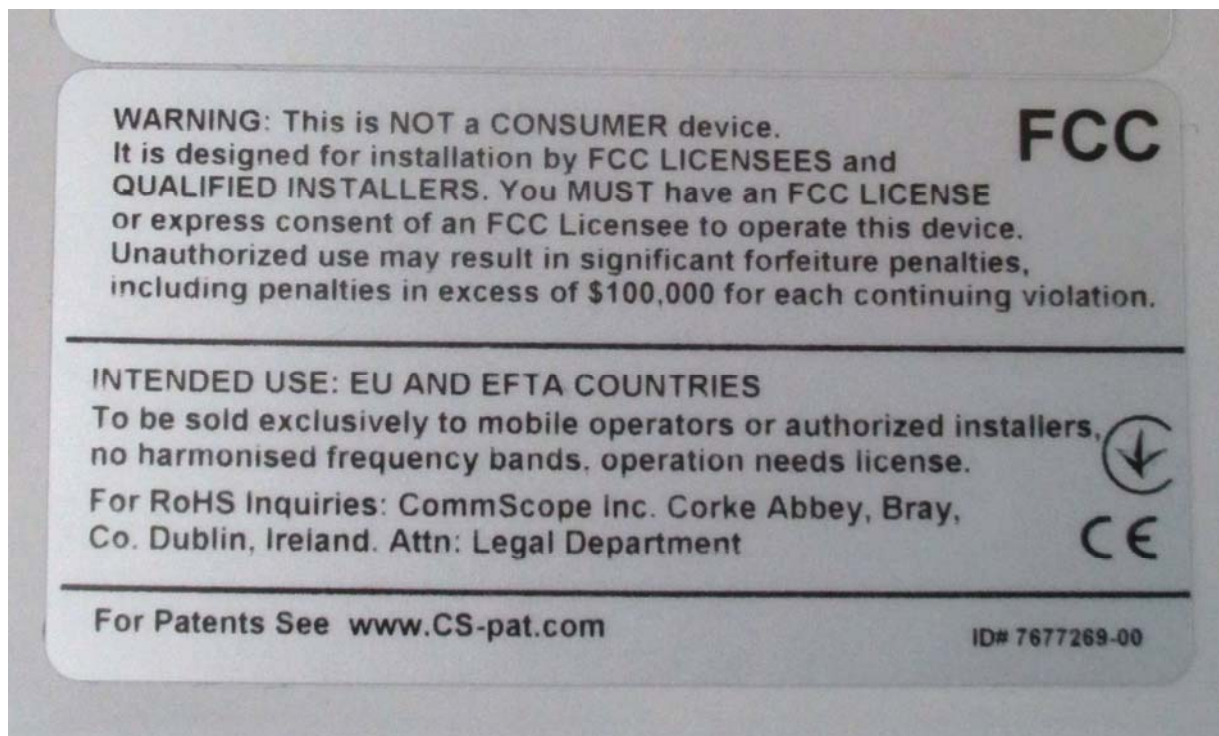 WARNING: This is NOT a CONSUMER device.
FCC
It is designed for installation by FCC LICENSEES and
QUALIFIED INSTALLERS. You MUST have an FCC LICENSE
or express consent of an FCC Licensee to operate this device.
Unauthorized use may result in significant forfeiture penalties,
including penalties in excess of $100,000 for each continuing violation.
INTENDED USE: EU AND EFTA COUNTRIES
To be sold exclusively to mobile operators or authorized installers,
no harmonised frequency bands, operation needs license.
For RoHS Inquiries: CommScope Inc. Corke Abbey, Bray,
Co. Dublin, Ireland. Attn: Legal Department
CE
For Patents See www.CS-pat.com
ID# 7677269-00